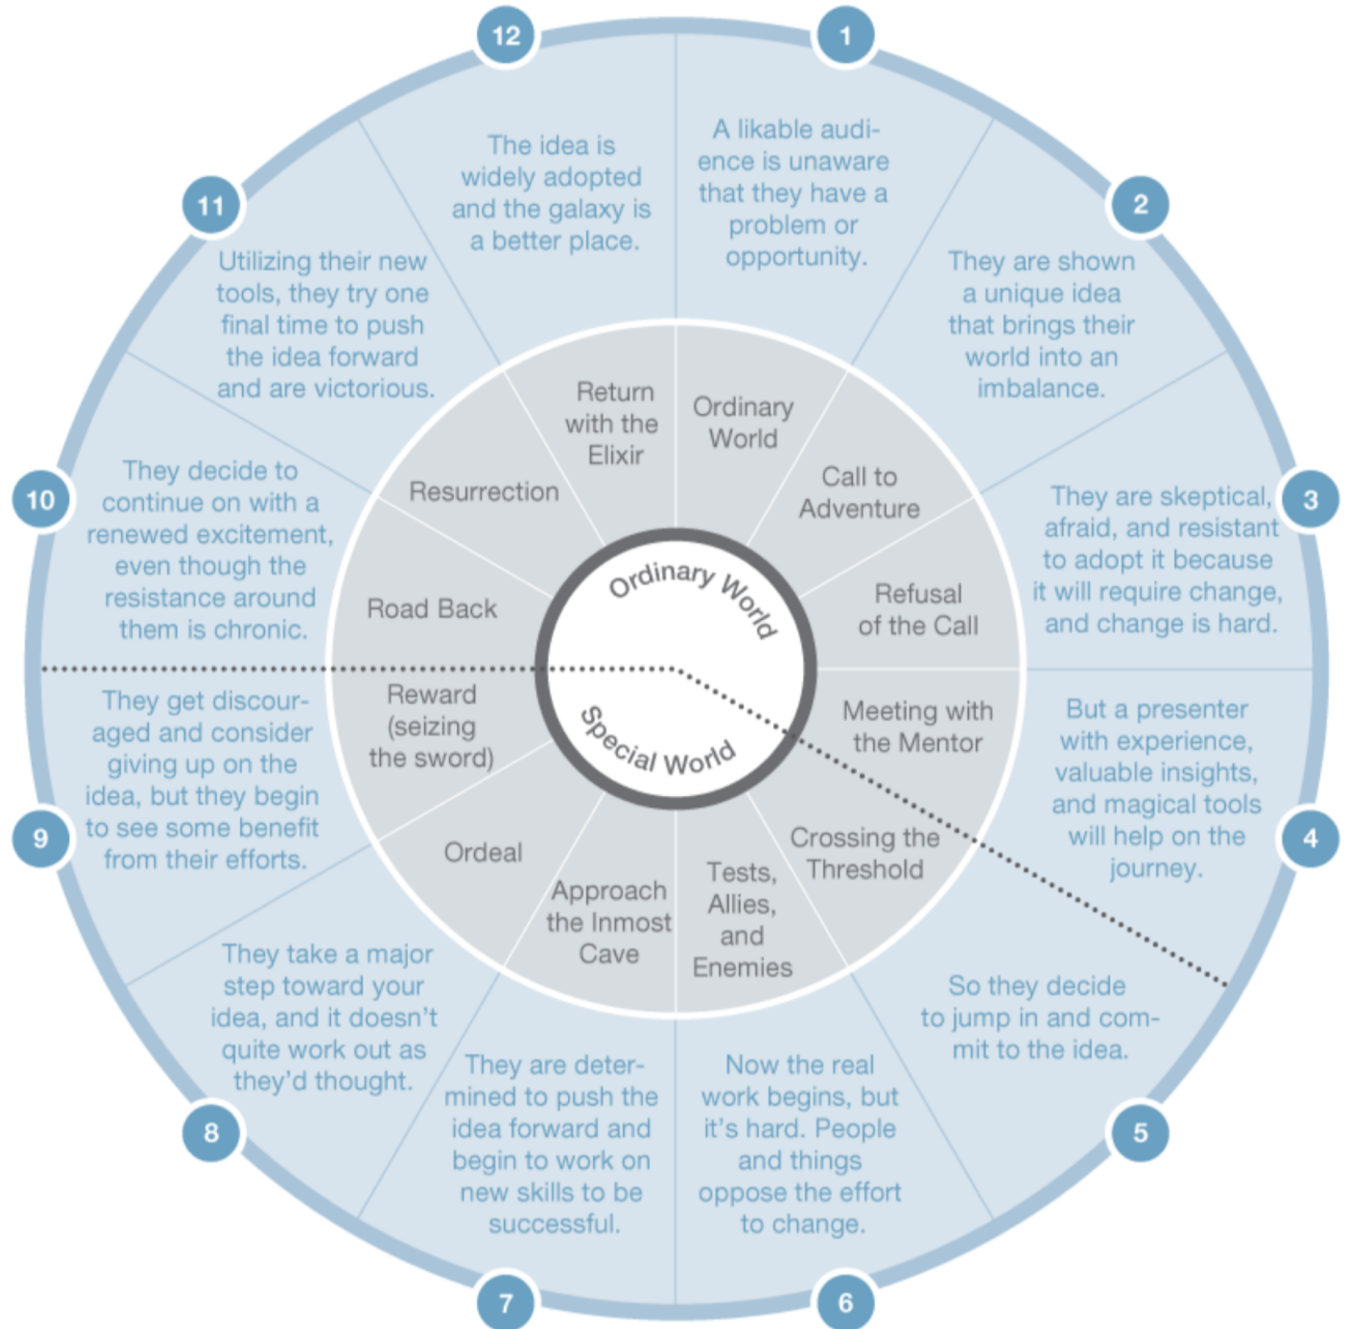 1
A likable audi-
ence is unaware
that they have a
problem or
opportunity.
2
They are shown
a unique idea
that brings their
world into an
imbalance.
3
They are skeptical,
afraid, and resistant
to adopt it because
it will require change,
and change is hard.
4
But a presenter
with experience,
valuable insights,
and magical tools
will help on the
journey.
5
So they decide
to jump in and com-
mit to the idea.
6
Now the real
work begins, but
it's hard. People
and things
oppose the effort
to change.
7
They are deter-
mined to push the
idea forward and
begin to work on
new skills to be
successful.
8
They take a major
step toward your
idea, and it doesn't
quite work out as
they'd thought.
9
They get discour-
aged and consider
giving up on the
idea, but they begin
to see some benefit
from their efforts.
10
They decide to
continue on with a
renewed excitement,
even though the
resistance around
them is chronic.
11
Utilizing their new
tools, they try one
final time to push
the idea forward
and are victorious.
12
The idea is
widely adopted
and the galaxy is
a better place.
Ordinary
World
Call to
Adventure
Refusal
of the Call
Meeting with
the Mentor
Crossing the
Threshold
Tests,
Allies,
and
Enemies
Approach
the Inmost
Cave
Ordeal
Reward
(seizing
the sword)
Road Back
Resurrection
Return
with the
Elixir
Ordinary World
Special World